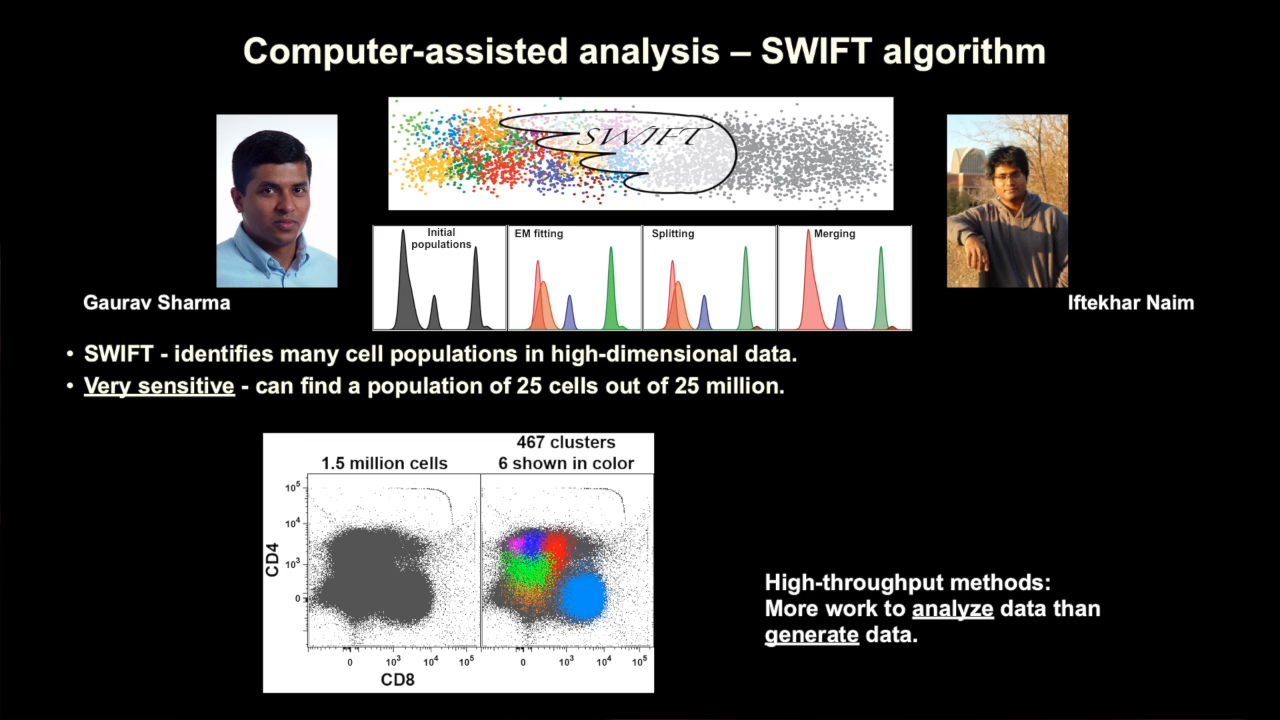 Computer-assisted analysis – SWIFT algorithm
SWIFT
Initial
populations
EM fitting
Splitting
Merging
Gaurav Sharma
Iftekhar Naim
• SWIFT - identifies many cell populations in high-dimensional data.
• Very sensitive - can find a population of 25 cells out of 25 million.
467 clusters
1.5 million cells
6 shown in color
10⁵
10⁴
10³
0
CD4
0 10³ 10⁴ 10⁵
0 10³ 10⁴ 10⁵
CD8
High-throughput methods:
More work to analyze data than
generate data.